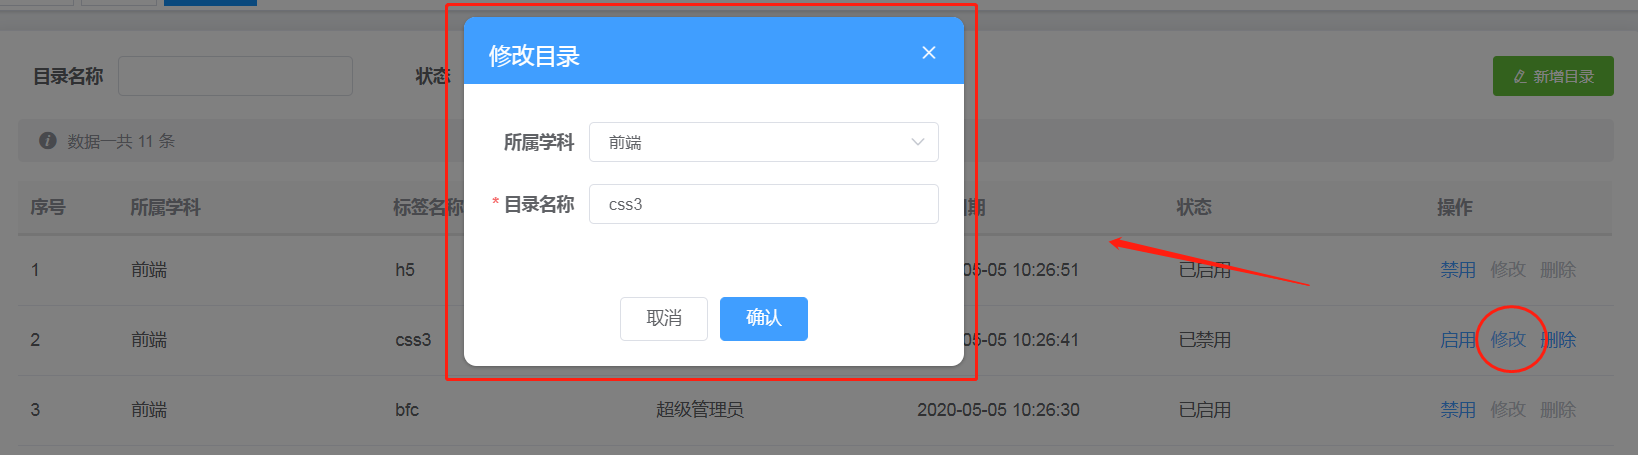 修改目录
目录名称 状态 新增目录
数据一共 11 条
所属学科 前端
* 目录名称 css3
取消 确认
序号 所属学科 标签名称 期 状态 操作
1 前端 h5 05-05 10:26:51 已启用 禁用 修改 删除
2 前端 css3 05-05 10:26:41 已禁用 启用 修改 删除
3 前端 bfc 超级管理员 2020-05-05 10:26:30 已启用 禁用 修改 删除